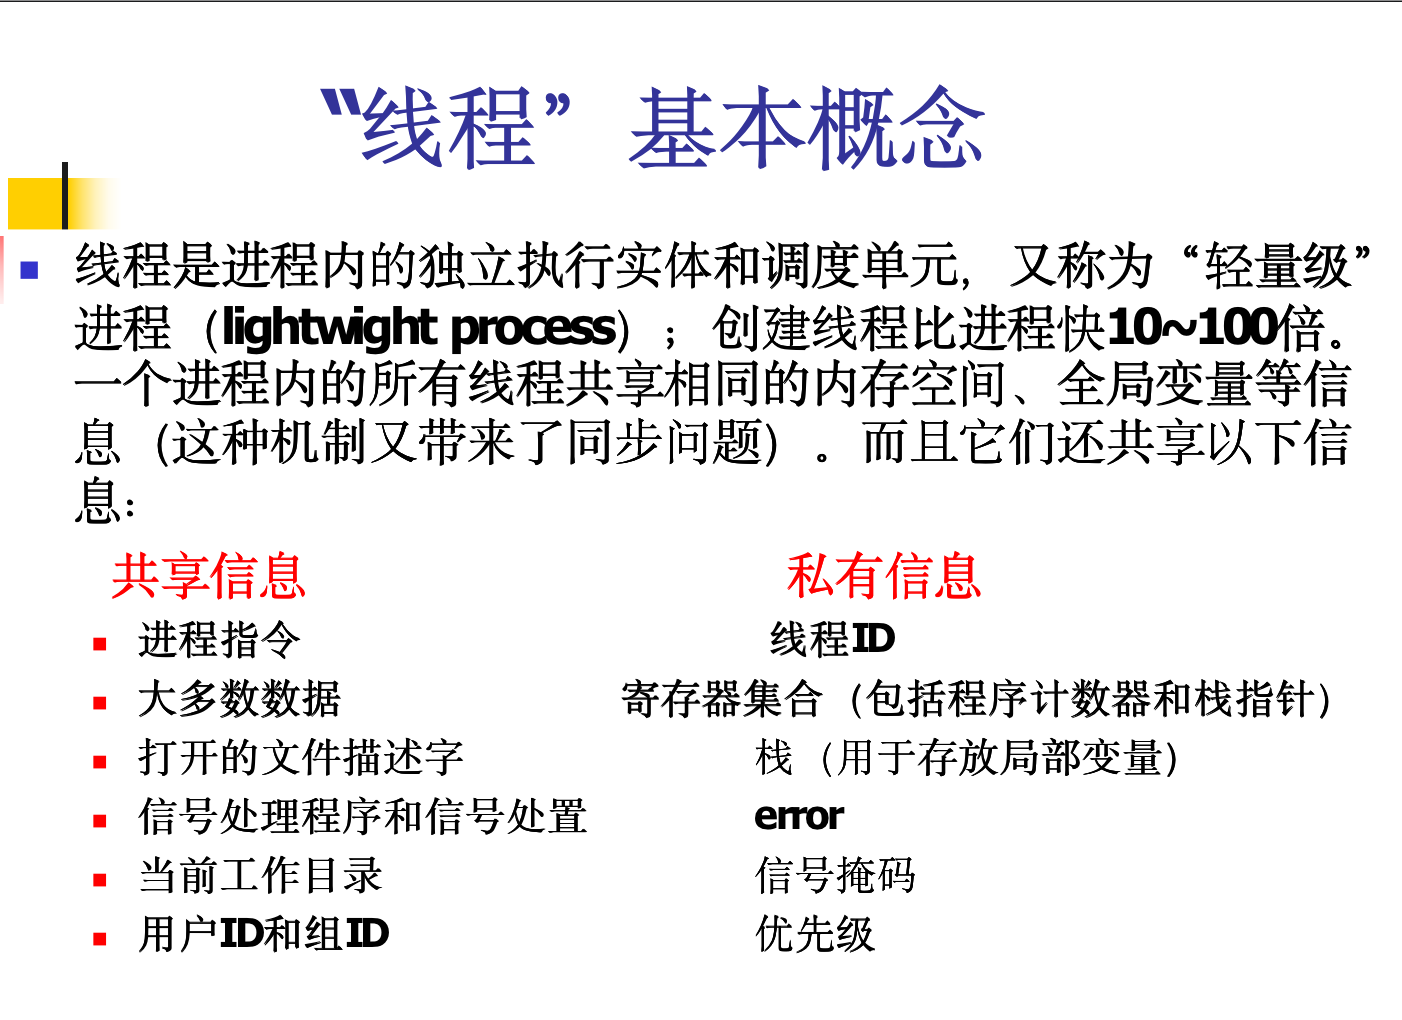 “线程” 基本概念
线程是进程内的独立执行实体和调度单元，又称为“轻量级”
进程（lightwight process）；创建线程比进程快10~100倍。
一个进程内的所有线程共享相同的内存空间、全局变量等信
息（这种机制又带来了同步问题）。而且它们还共享以下信
息：
共享信息 私有信息
进程指令 线程ID
大多数数据 寄存器集合（包括程序计数器和栈指针）
打开的文件描述字 栈（用于存放局部变量）
信号处理程序和信号处置 error
当前工作目录 信号掩码
用户ID和组ID 优先级